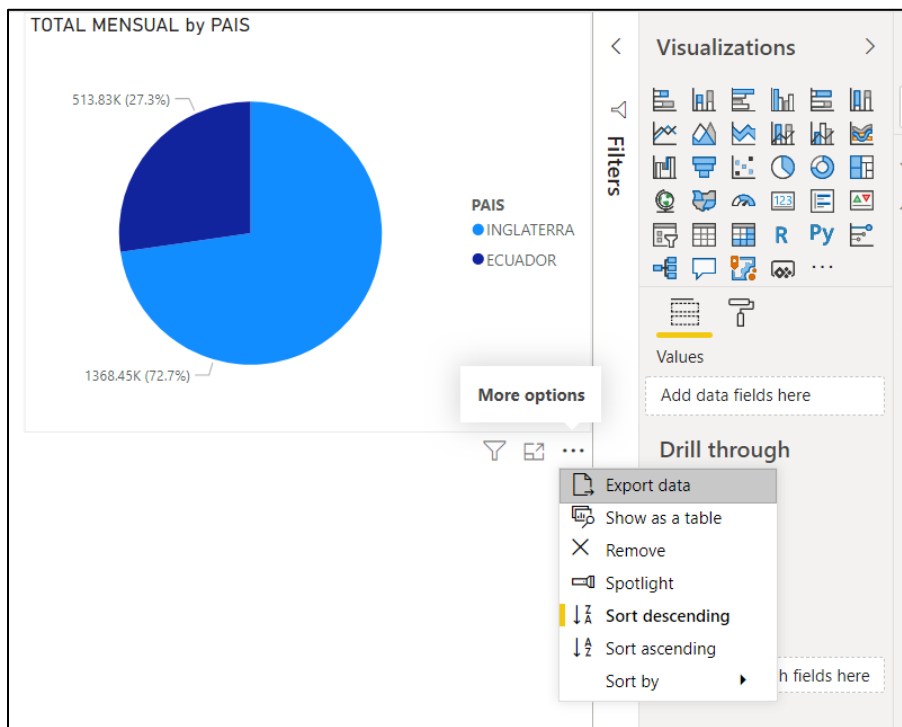 TOTAL MENSUAL by PAIS
513.83K (27.3%)
1368.45K (72.7%)
PAIS
INGLATERRA
ECUADOR
More options
Filters
Visualizations
123
R
Py
Values
Add data fields here
Drill through
Export data
Show as a table
Remove
Spotlight
Sort descending
Sort ascending
Sort by
h fields here